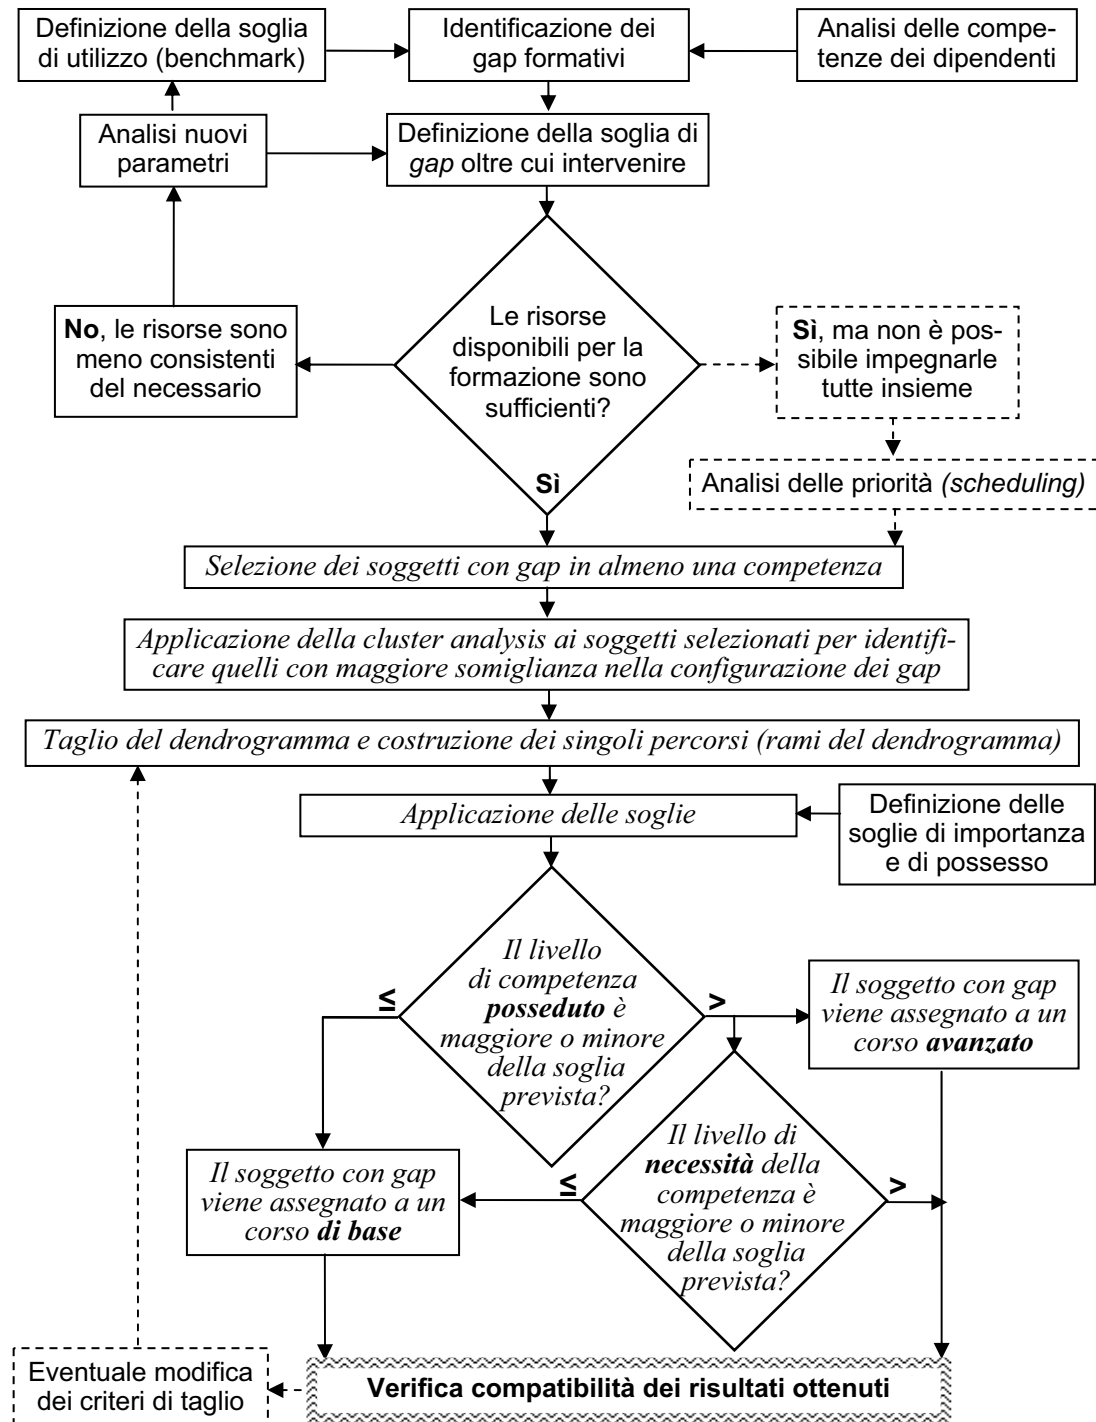 Definizione della soglia
di utilizzo (benchmark)
Identificazione dei
gap formativi
Analisi delle compe-
tenze dei dipendenti
Analisi nuovi
parametri
Definizione della soglia di
gap oltre cui intervenire
No, le risorse sono
meno consistenti
del necessario
Le risorse
disponibili per la
formazione sono
sufficienti?
Sì
Sì, ma non è pos-
sibile impegnarle
tutte insieme
Analisi delle priorità (scheduling)
Selezione dei soggetti con gap in almeno una competenza
Applicazione della cluster analysis ai soggetti selezionati per identifi-
care quelli con maggiore somiglianza nella configurazione dei gap
Taglio del dendrogramma e costruzione dei singoli percorsi (rami del dendrogramma)
Applicazione delle soglie
Definizione delle
soglie di importanza
e di possesso
Il livello
di competenza
posseduto è
maggiore o minore
della soglia
prevista?
≤
>
Il soggetto con gap
viene assegnato a un
corso avanzato
Il livello di
necessità della
competenza è
maggiore o minore
della soglia
prevista?
≤
>
Il soggetto con gap
viene assegnato a un
corso di base
Eventuale modifica
dei criteri di taglio
Verifica compatibilità dei risultati ottenuti